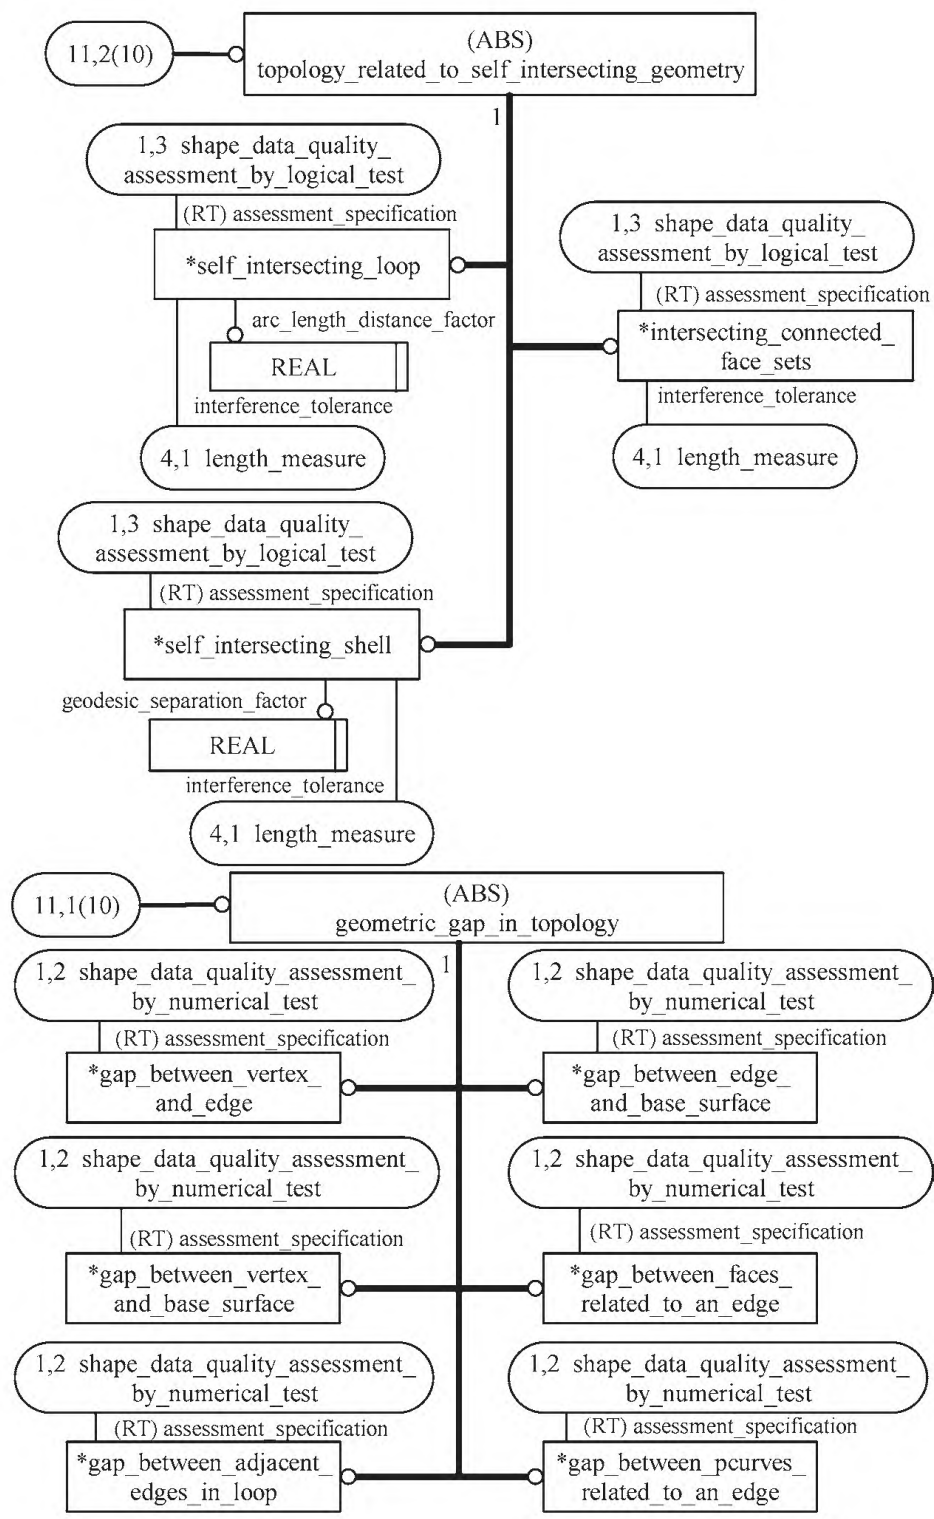 11,2(10)
(ABS)
topology_related_to_self_intersecting_geometry
1
1,3 shape_data_quality_
assessment_by_logical_test
(RT) assessment_specification
*self_intersecting_loop
arc_length_distance_factor
REAL
interference_tolerance
4,1 length_measure
1,3 shape_data_quality_
assessment_by_logical_test
(RT) assessment_specification
*intersecting_connected_
face_sets
interference_tolerance
4,1 length_measure
1,3 shape_data_quality_
assessment_by_logical_test
(RT) assessment_specification
*self_intersecting_shell
geodesic_separation_factor
REAL
interference_tolerance
4,1 length_measure
11,1(10)
(ABS)
geometric_gap_in_topology
1
1,2 shape_data_quality_assessment_
by_numerical_test
(RT) assessment_specification
*gap_between_vertex_
and_edge
1,2 shape_data_quality_assessment_
by_numerical_test
(RT) assessment_specification
*gap_between_edge_
and_base_surface
1,2 shape_data_quality_assessment_
by_numerical_test
(RT) assessment_specification
*gap_between_vertex_
and_base_surface
1,2 shape_data_quality_assessment_
by_numerical_test
(RT) assessment_specification
*gap_between_faces_
related_to_an_edge
1,2 shape_data_quality_assessment_
by_numerical_test
(RT) assessment_specification
*gap_between_adjacent_
edges_in_loop
1,2 shape_data_quality_assessment_
by_numerical_test
(RT) assessment_specification
*gap_between_pcurves_
related_to_an_edge